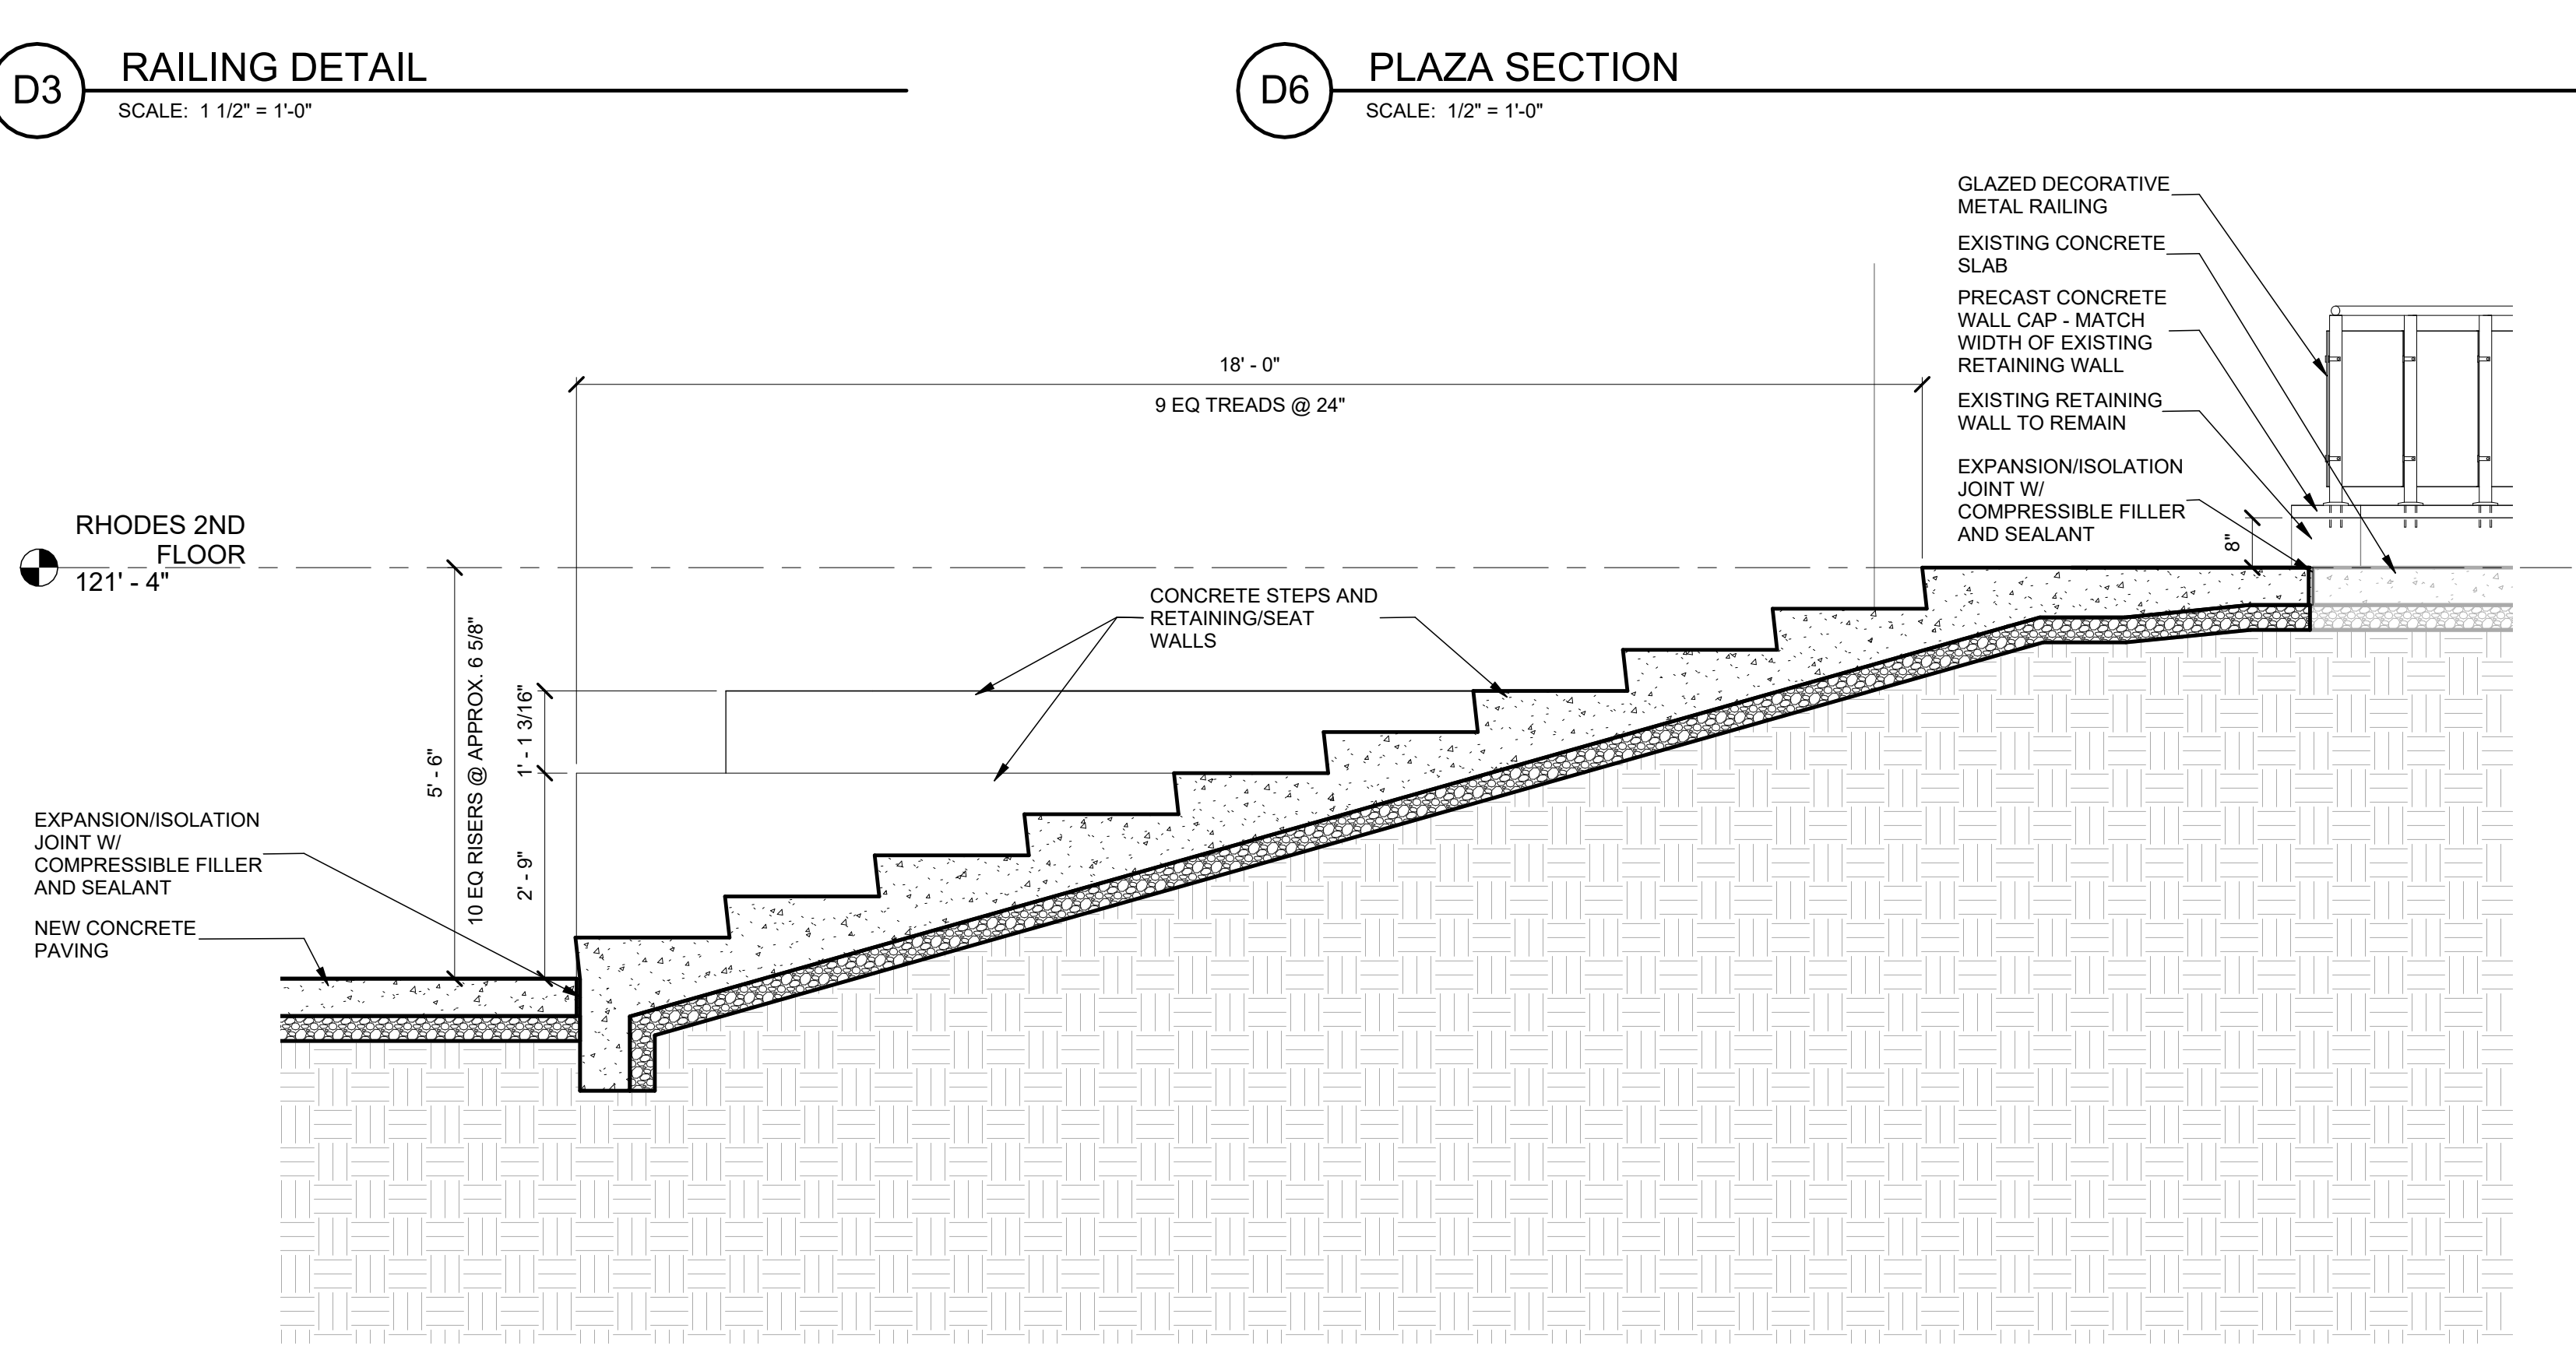 D3
RAILING DETAIL
SCALE: 1 1/2" = 1'-0"
D6
PLAZA SECTION
SCALE: 1/2" = 1'-0"
GLAZED DECORATIVE
METAL RAILING
EXISTING CONCRETE
SLAB
PRECAST CONCRETE
WALL CAP - MATCH
WIDTH OF EXISTING
RETAINING WALL
EXISTING RETAINING
WALL TO REMAIN
EXPANSION/ISOLATION
JOINT W/
COMPRESSIBLE FILLER
AND SEALANT
8"
18' - 0"
9 EQ TREADS @ 24"
RHODES 2ND
FLOOR
121' - 4"
CONCRETE STEPS AND
RETAINING/SEAT
WALLS
5' - 6"
10 EQ RISERS @ APPROX. 6 5/8"
1' - 1 3/16"
2' - 9"
EXPANSION/ISOLATION
JOINT W/
COMPRESSIBLE FILLER
AND SEALANT
NEW CONCRETE
PAVING